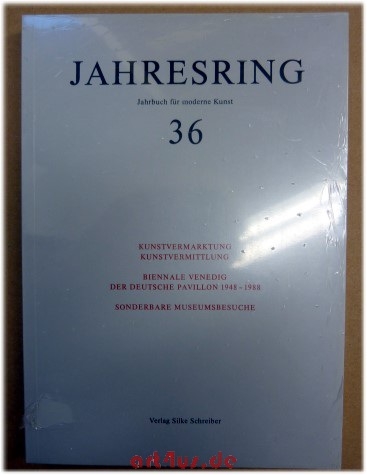 JAHRESRING
Jahrbuch für moderne Kunst
36
KUNSTVERMARKTUNG
KUNSTVERMITTLUNG
BIENNALE VENEDIG
DER DEUTSCHE PAVILLON 1948–1988
SONDERBARE MUSEUMSBESUCHE
Verlag Silke Schreiber
art4us.de